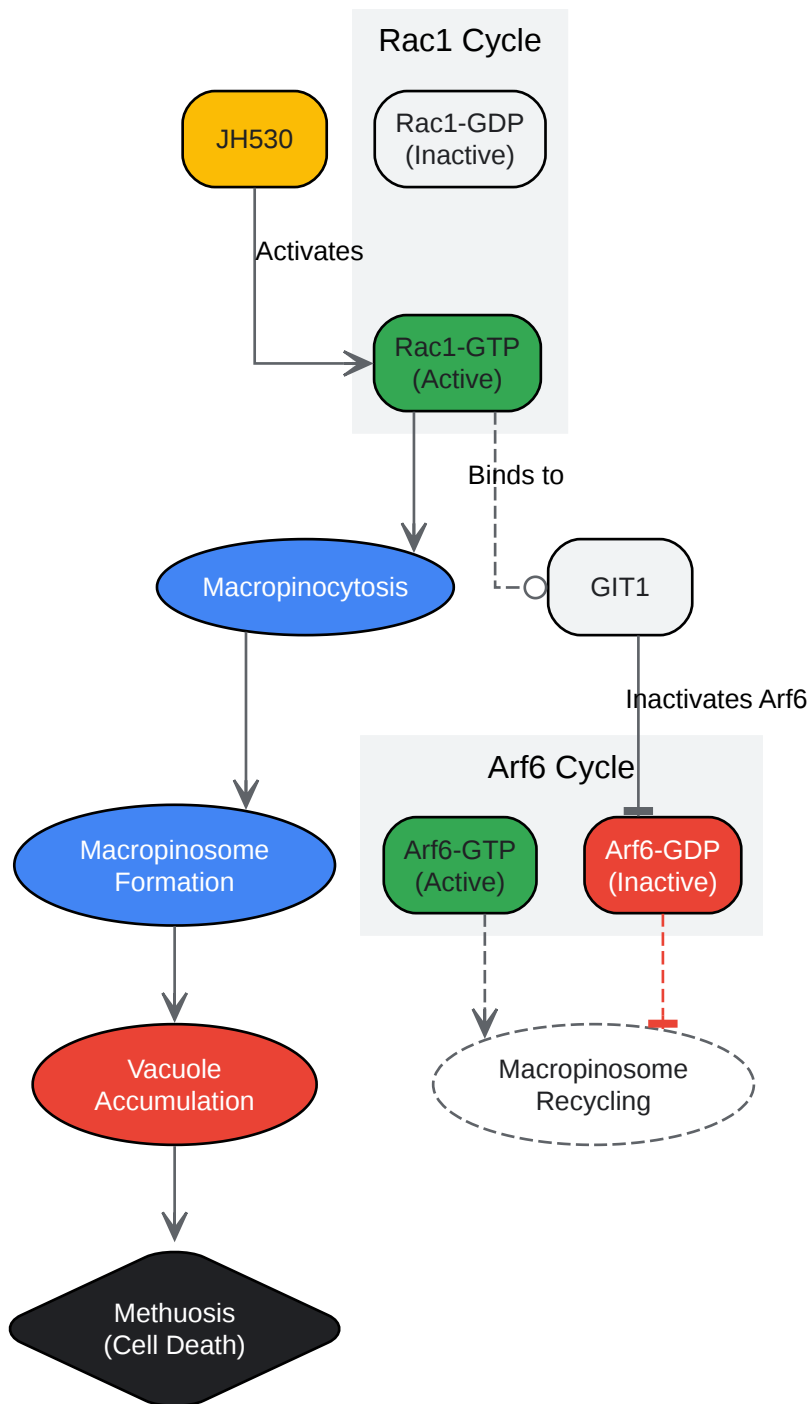 Rac1 Cycle
JH530
Rac1-GDP
(Inactive)
Activates
Rac1-GTP
(Active)
Binds to
Macropinocytosis
GIT1
Inactivates Arf6
Arf6 Cycle
Macropinosome
Formation
Arf6-GTP
(Active)
Arf6-GDP
(Inactive)
Vacuole
Accumulation
Macropinosome
Recycling
Methuosis
(Cell Death)